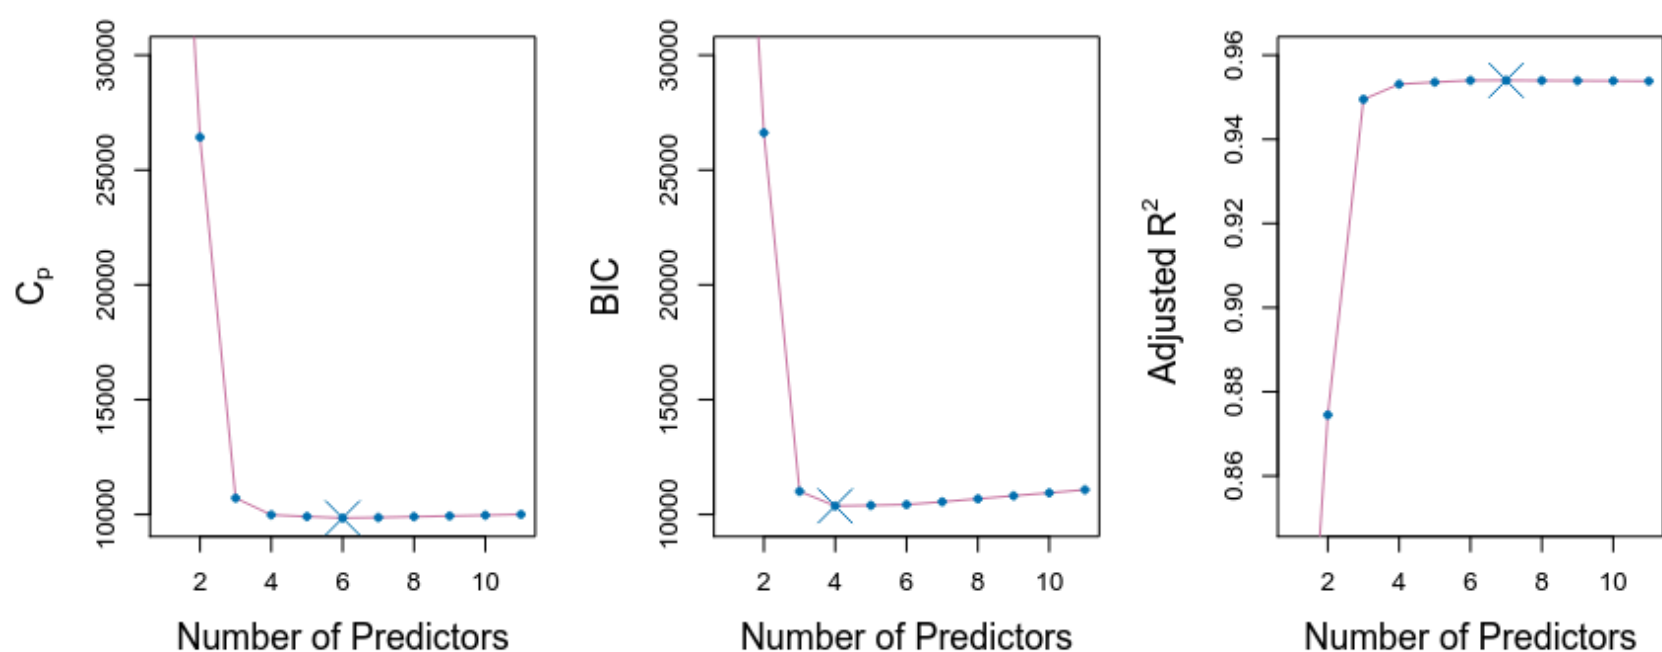 Cp
30000
25000
20000
15000
10000
2 4 6 8 10
Number of Predictors
BIC
30000
25000
20000
15000
10000
2 4 6 8 10
Number of Predictors
Adjusted R²
0.96
0.94
0.92
0.90
0.88
0.86
2 4 6 8 10
Number of Predictors